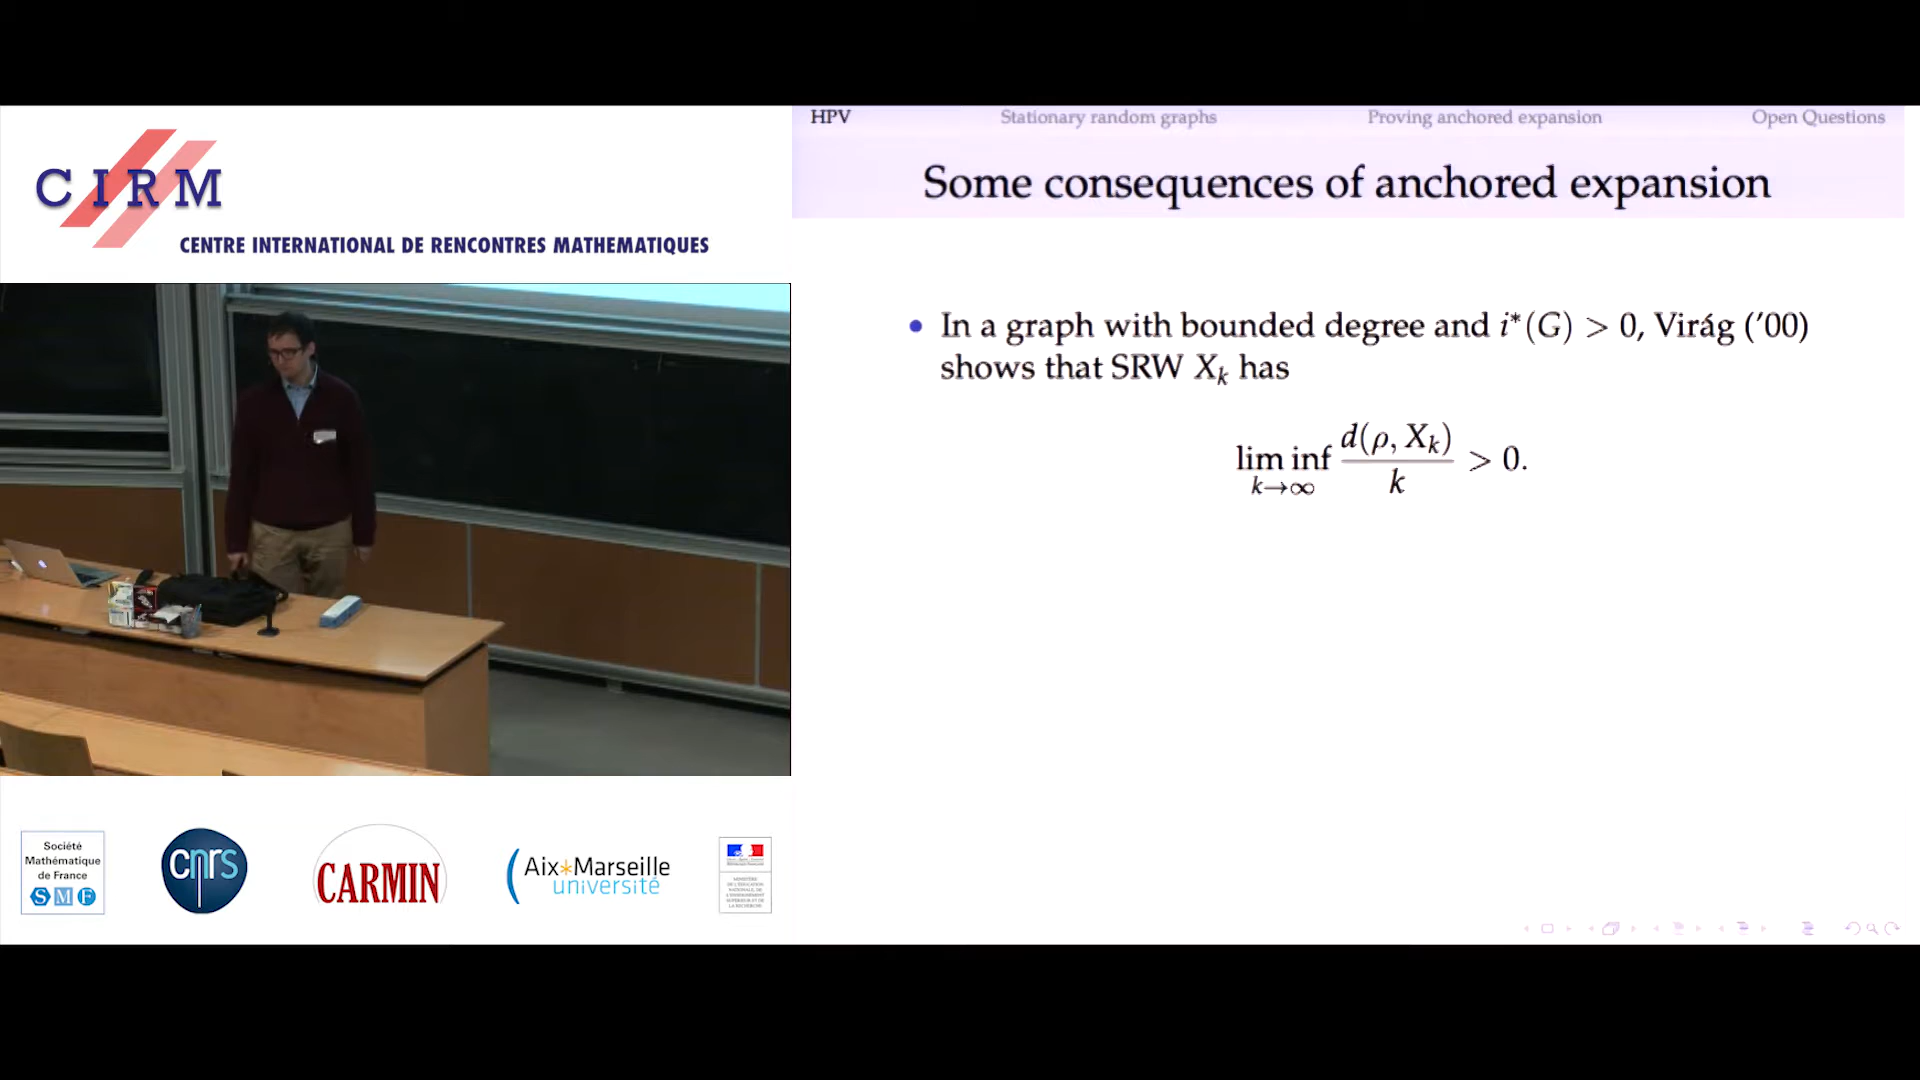 CIRM
CENTRE INTERNATIONAL DE RENCONTRES MATHEMATIQUES
HPV Stationary random graphs Proving anchored expansion Open Questions
Some consequences of anchored expansion
• In a graph with bounded degree and i*(G) > 0, Virág ('00)
shows that SRW X_k has
lim inf_{k→∞} d(ρ, X_k) / k > 0.
Société
Mathématique
de France
SMF
cnrs
CARMIN
Aix*Marseille
université